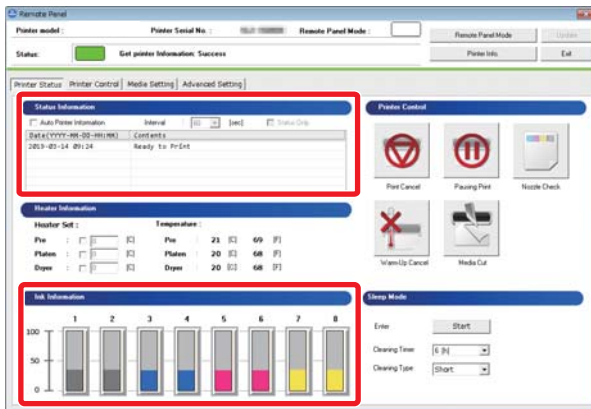 Remote Panel
Printer model : Printer Serial No. : Remote Panel Mode : Remote Panel Mode Update
Status: Get printer Information: Success Printer Info. Exit
Printer Status Printer Control Media Setting Advanced Setting
Status Information
Auto Printer Information Interval 60 [sec] Status Only
Date(YYYY-MM-DD-HH:MM) Contents
2019-03-14 09:24 Ready to Print
Printer Control
Print Cancel Pausing Print Nozzle Check
Warm-Up Cancel Media Cut
Heater Information
Heater Set : Temperature :
Pre : [C] Pre : 21 [C] 69 [F]
Platen : [C] Platen : 20 [C] 68 [F]
Dryer : [C] Dryer : 20 [C] 68 [F]
Ink Information
1 2 3 4 5 6 7 8
100
50
0
Sleep Mode
Enter Start
Cleaning Timer 6 [h]
Cleaning Type Short